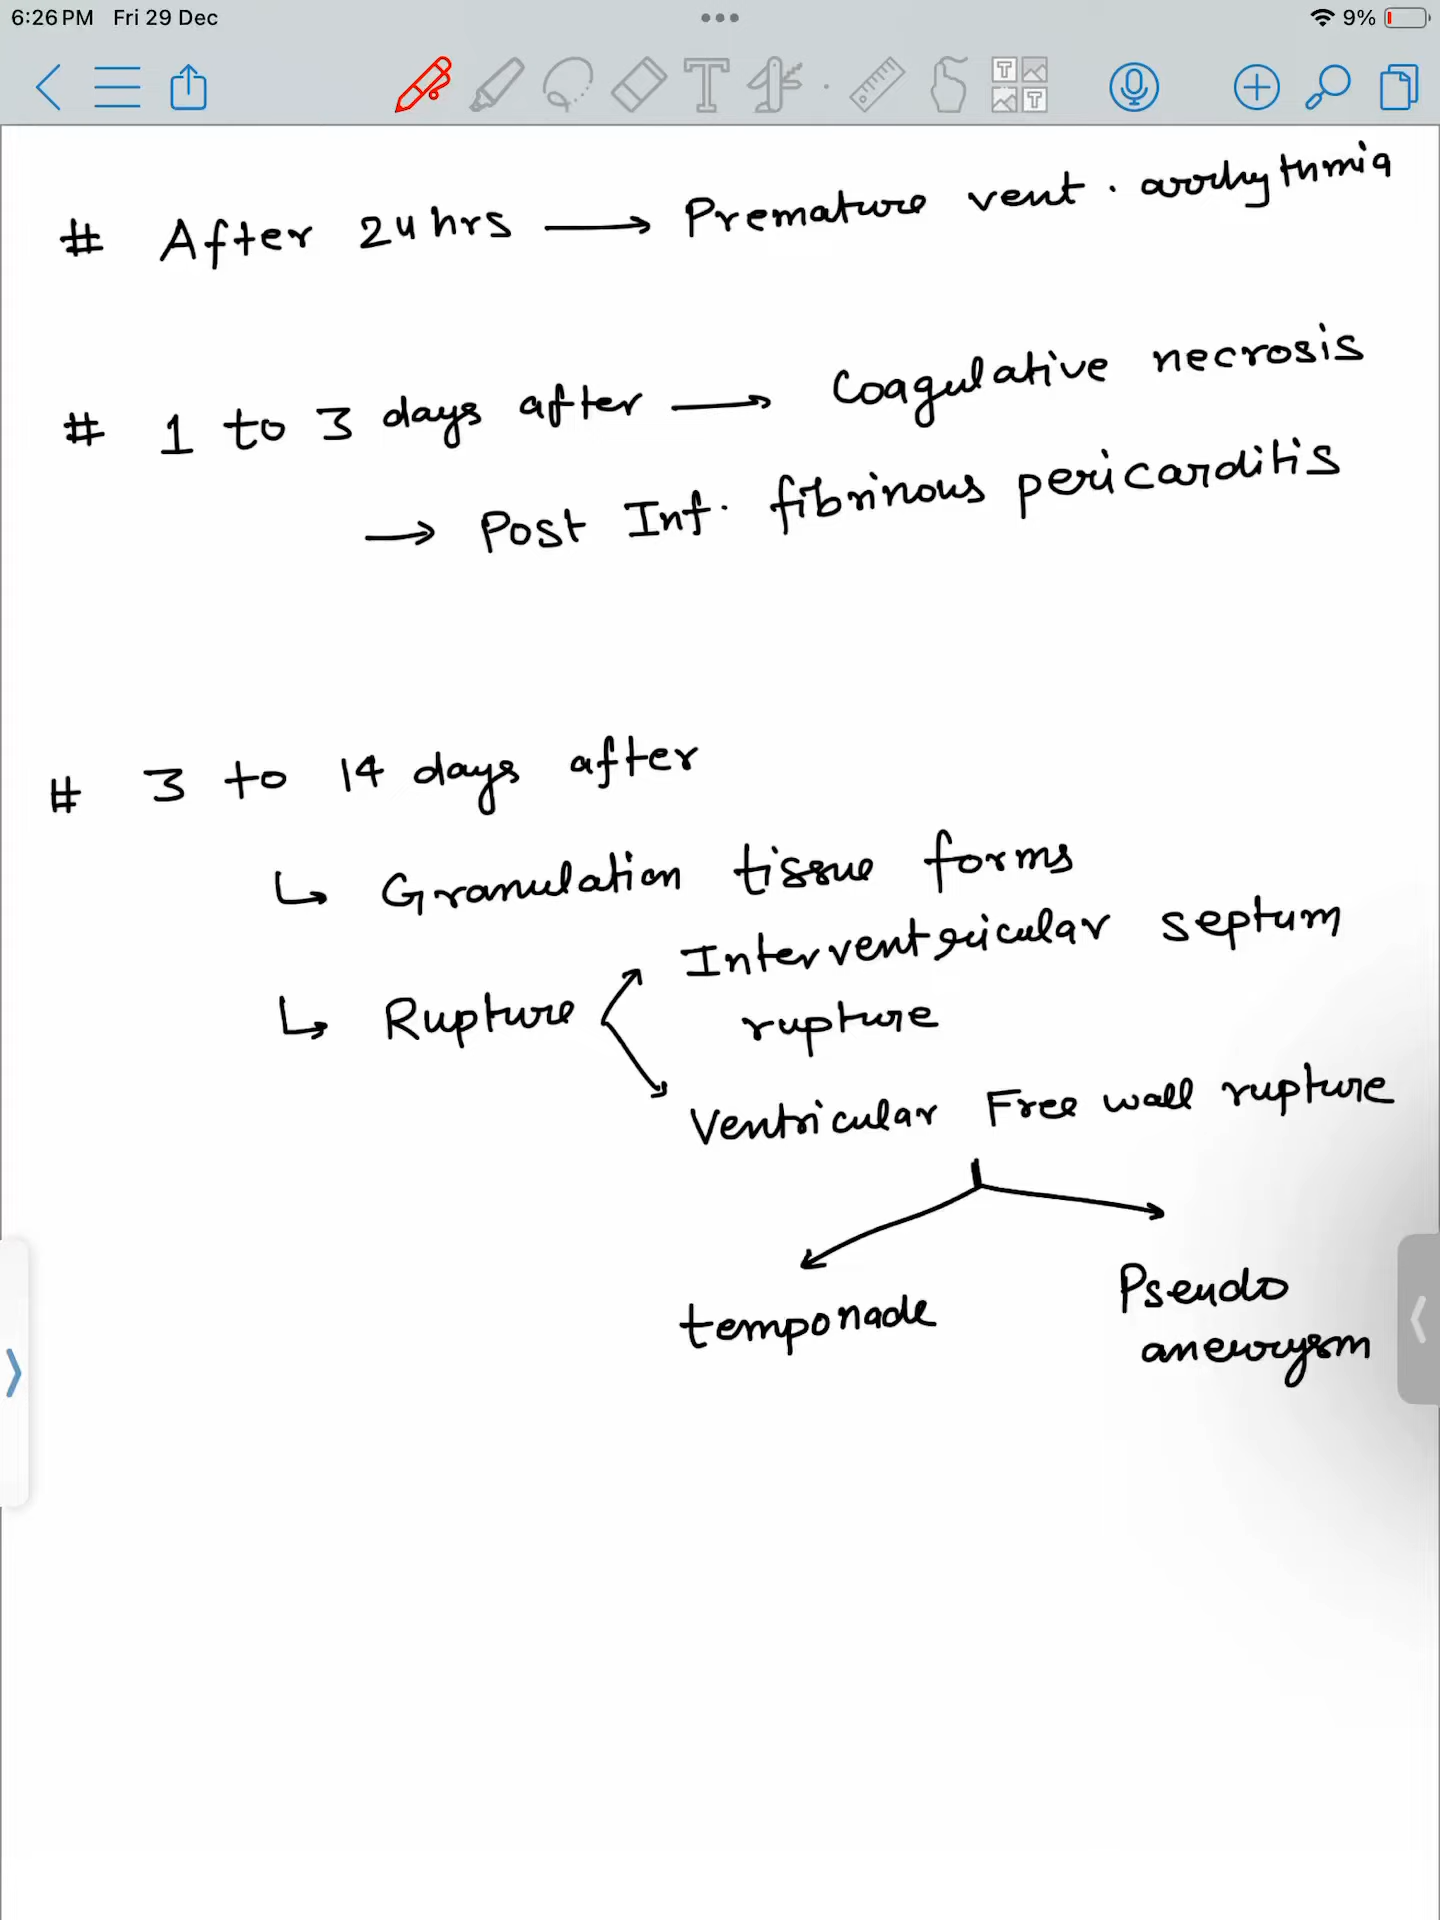 6:26 PM Fri 29 Dec 9%
# After 24 hrs → Premature vent. arrhythmia
# 1 to 3 days after → Coagulative necrosis
→ Post Inf. fibrinous pericarditis
# 3 to 14 days after
↳ Granulation tissue forms
Interventricular septum
↳ Rupture rupture
Ventricular Free wall rupture
temponade Pseudo
aneurysm